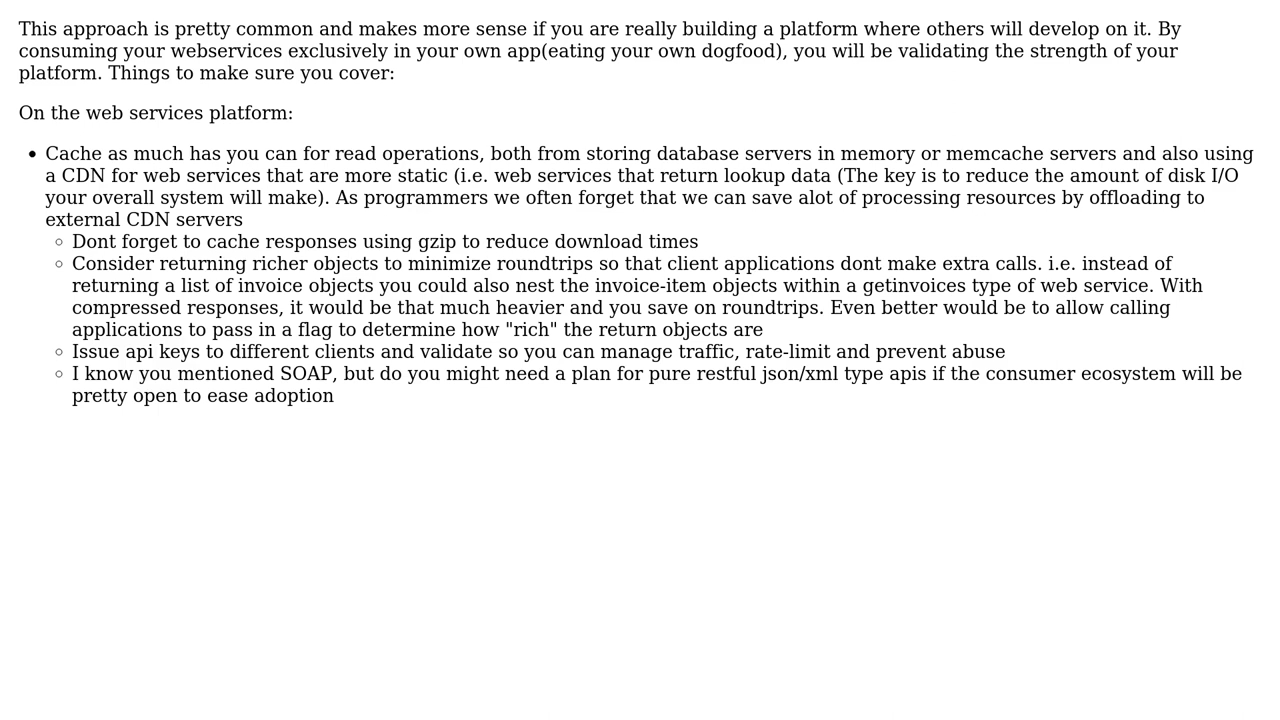 This approach is pretty common and makes more sense if you are really building a platform where others will develop on it. By
consuming your webservices exclusively in your own app(eating your own dogfood), you will be validating the strength of your
platform. Things to make sure you cover:
On the web services platform:
• Cache as much has you can for read operations, both from storing database servers in memory or memcache servers and also using
a CDN for web services that are more static (i.e. web services that return lookup data (The key is to reduce the amount of disk I/O
your overall system will make). As programmers we often forget that we can save alot of processing resources by offloading to
external CDN servers
◦ Dont forget to cache responses using gzip to reduce download times
◦ Consider returning richer objects to minimize roundtrips so that client applications dont make extra calls. i.e. instead of
returning a list of invoice objects you could also nest the invoice-item objects within a getinvoices type of web service. With
compressed responses, it would be that much heavier and you save on roundtrips. Even better would be to allow calling
applications to pass in a flag to determine how "rich" the return objects are
◦ Issue api keys to different clients and validate so you can manage traffic, rate-limit and prevent abuse
◦ I know you mentioned SOAP, but do you might need a plan for pure restful json/xml type apis if the consumer ecosystem will be
pretty open to ease adoption